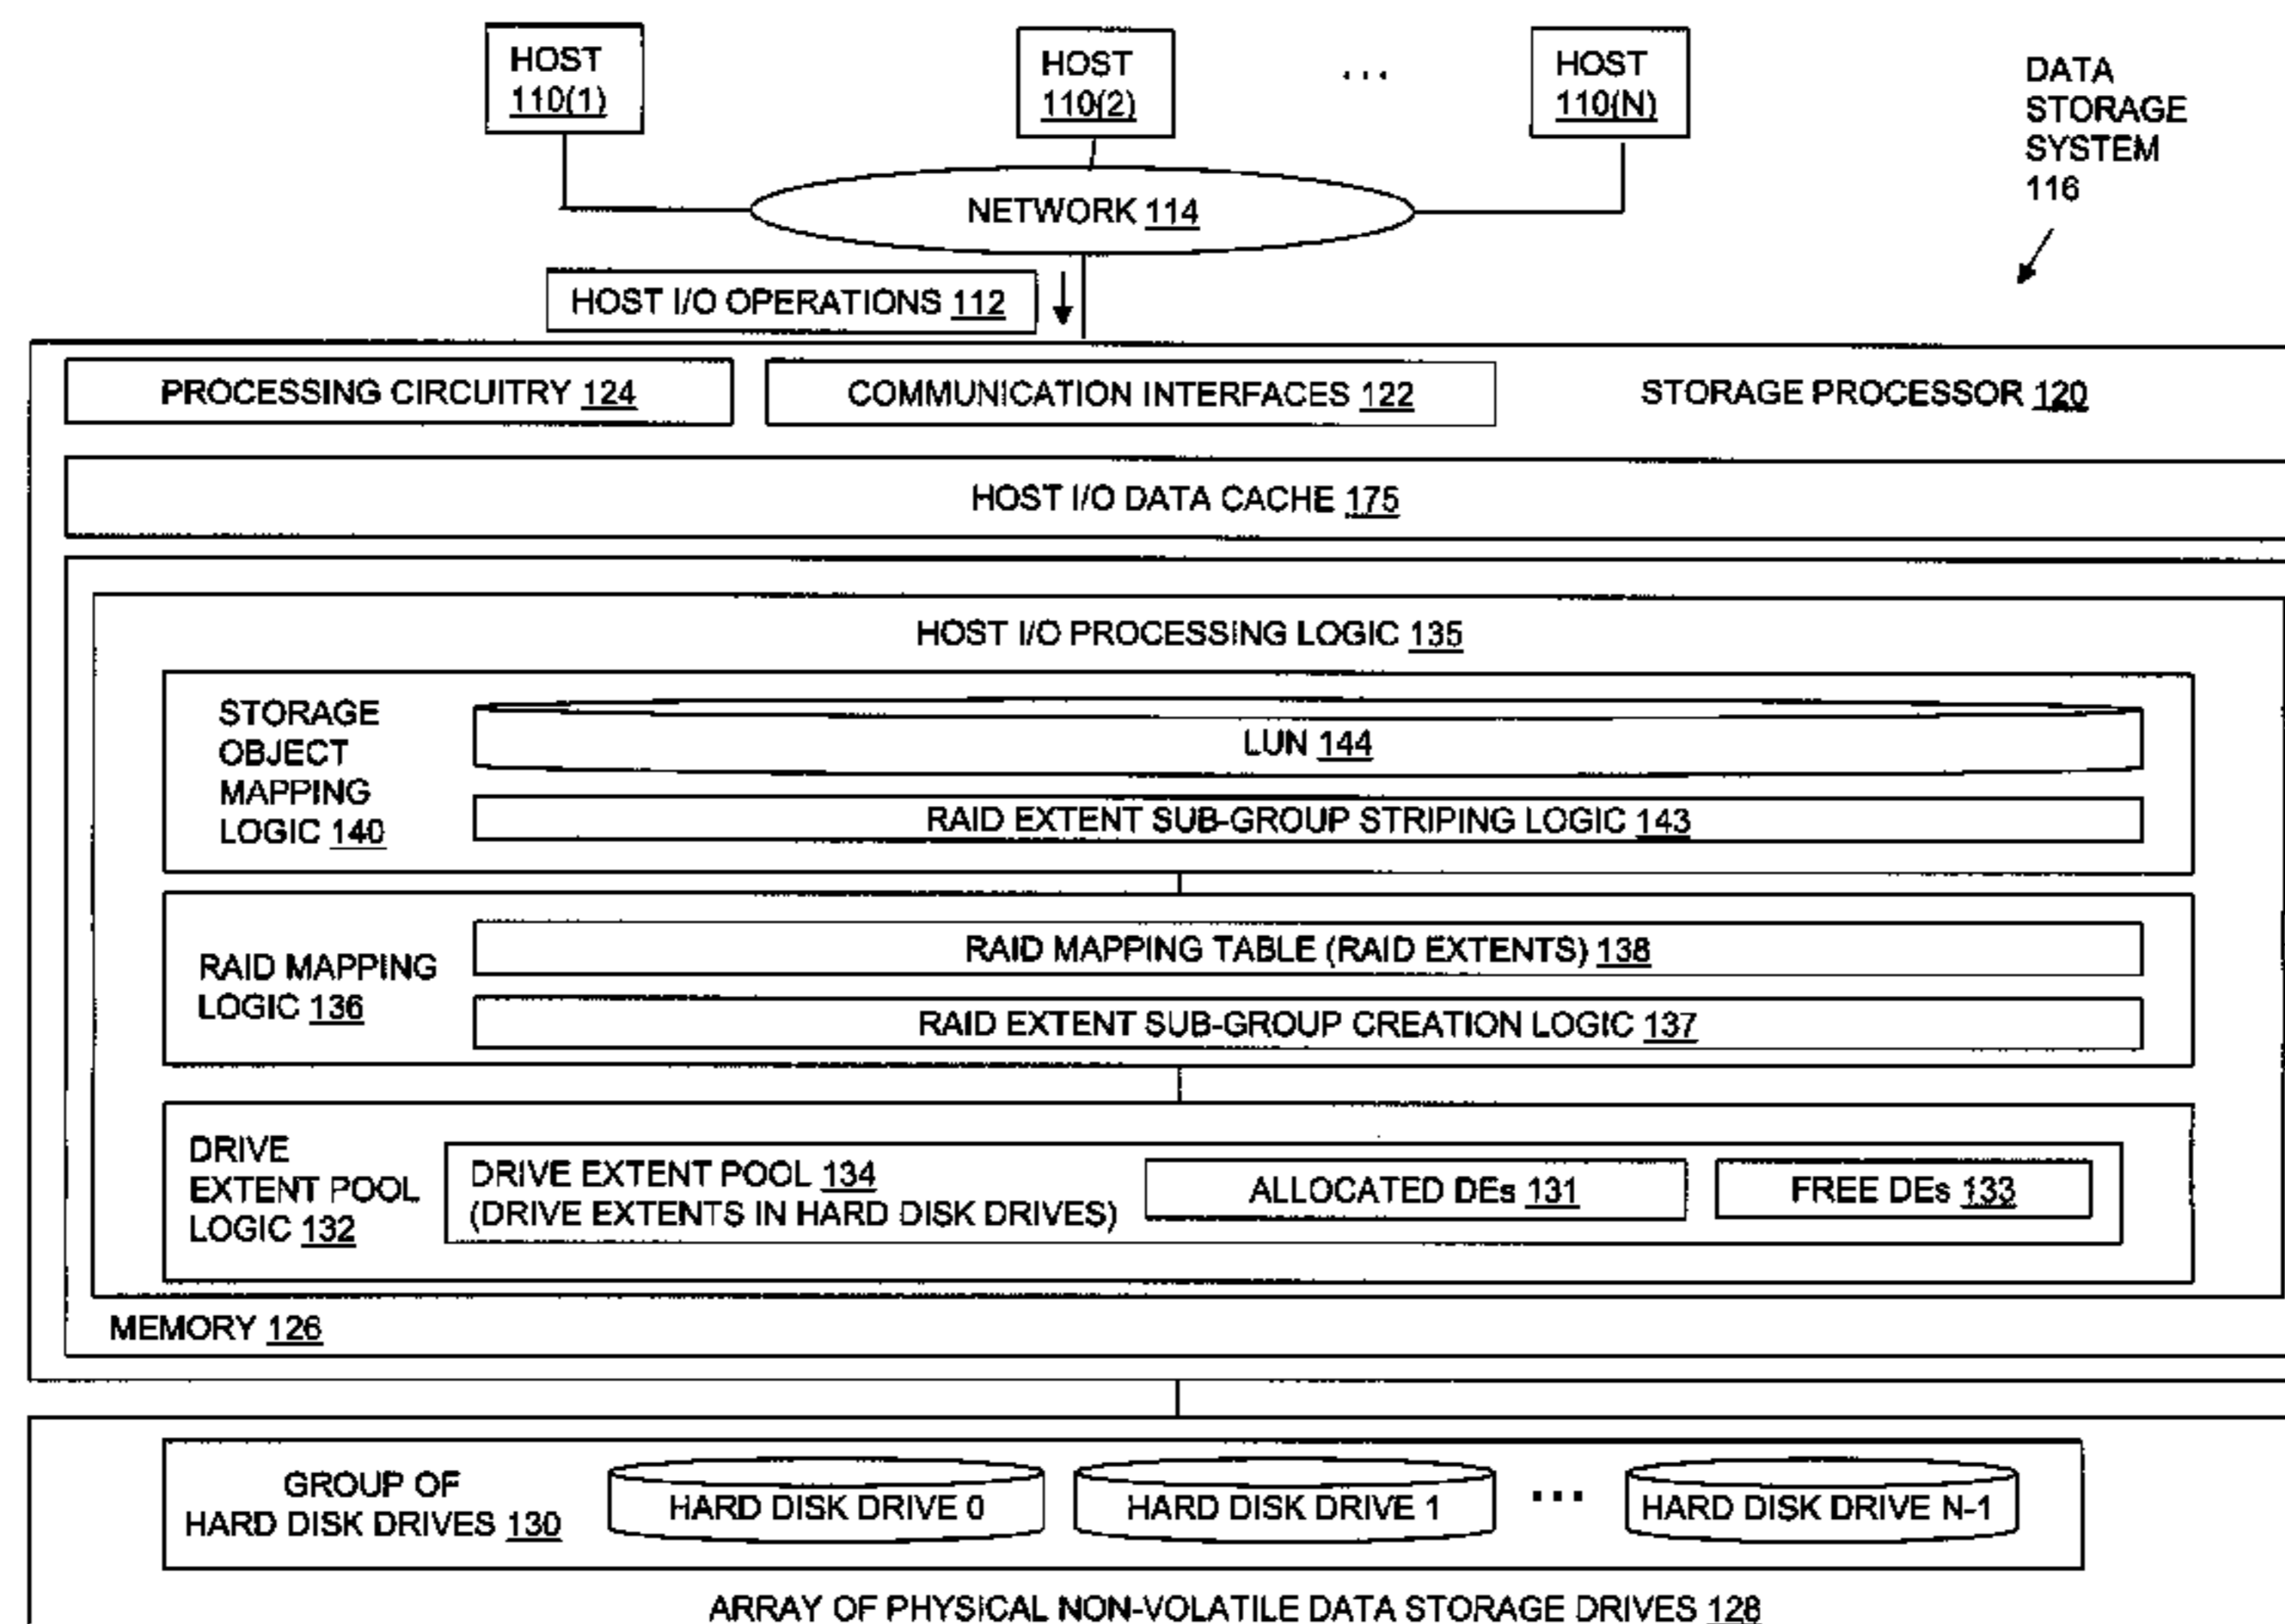 HOST
110(1)
HOST
110(2)
...
HOST
110(N)
DATA
STORAGE
SYSTEM
116
NETWORK 114
HOST I/O OPERATIONS 112
PROCESSING CIRCUITRY 124
COMMUNICATION INTERFACES 122
STORAGE PROCESSOR 120
HOST I/O DATA CACHE 175
HOST I/O PROCESSING LOGIC 135
STORAGE
OBJECT
MAPPING
LOGIC 140
LUN 144
RAID EXTENT SUB-GROUP STRIPING LOGIC 143
RAID MAPPING
LOGIC 136
RAID MAPPING TABLE (RAID EXTENTS) 138
RAID EXTENT SUB-GROUP CREATION LOGIC 137
DRIVE
EXTENT POOL
LOGIC 132
DRIVE EXTENT POOL 134
(DRIVE EXTENTS IN HARD DISK DRIVES)
ALLOCATED DEs 131
FREE DEs 133
MEMORY 126
GROUP OF
HARD DISK DRIVES 130
HARD DISK DRIVE 0
HARD DISK DRIVE 1
...
HARD DISK DRIVE N-1
ARRAY OF PHYSICAL NON-VOLATILE DATA STORAGE DRIVES 128